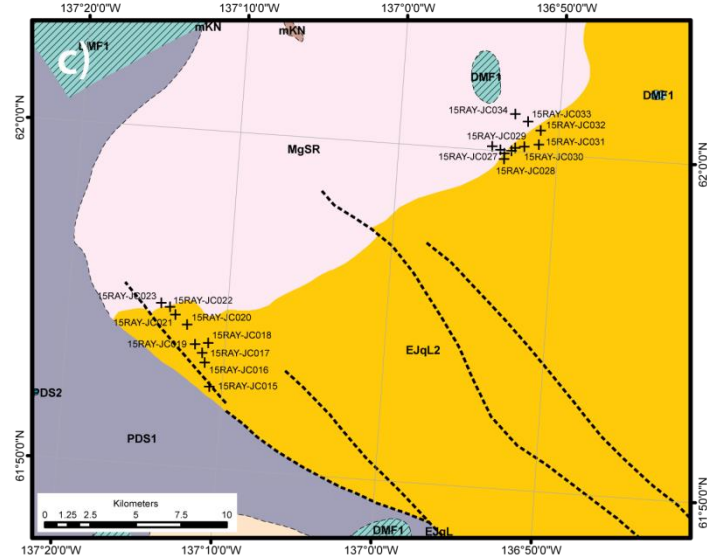 137°20'0"W 137°10'0"W 137°0'0"W 136°50'0"W
mKN
mKN
DMF1
c)
DMF1
DMF1
62°0'0"N
15RAY-JC034
15RAY-JC033
15RAY-JC032
15RAY-JC029
15RAY-JC031
MgSR
15RAY-JC027
15RAY-JC030
62°0'0"N
15RAY-JC028
15RAY-JC023
15RAY-JC022
15RAY-JC021
15RAY-JC020
15RAY-JC019
15RAY-JC018
15RAY-JC017
EJqL2
15RAY-JC016
15RAY-JC015
PDS2
PDS1
61°50'0"N
61°50'0"N
Kilometers
0 1.25 2.5 5 7.5 10
DMF1
EJqL
137°20'0"W 137°10'0"W 137°0'0"W 136°50'0"W